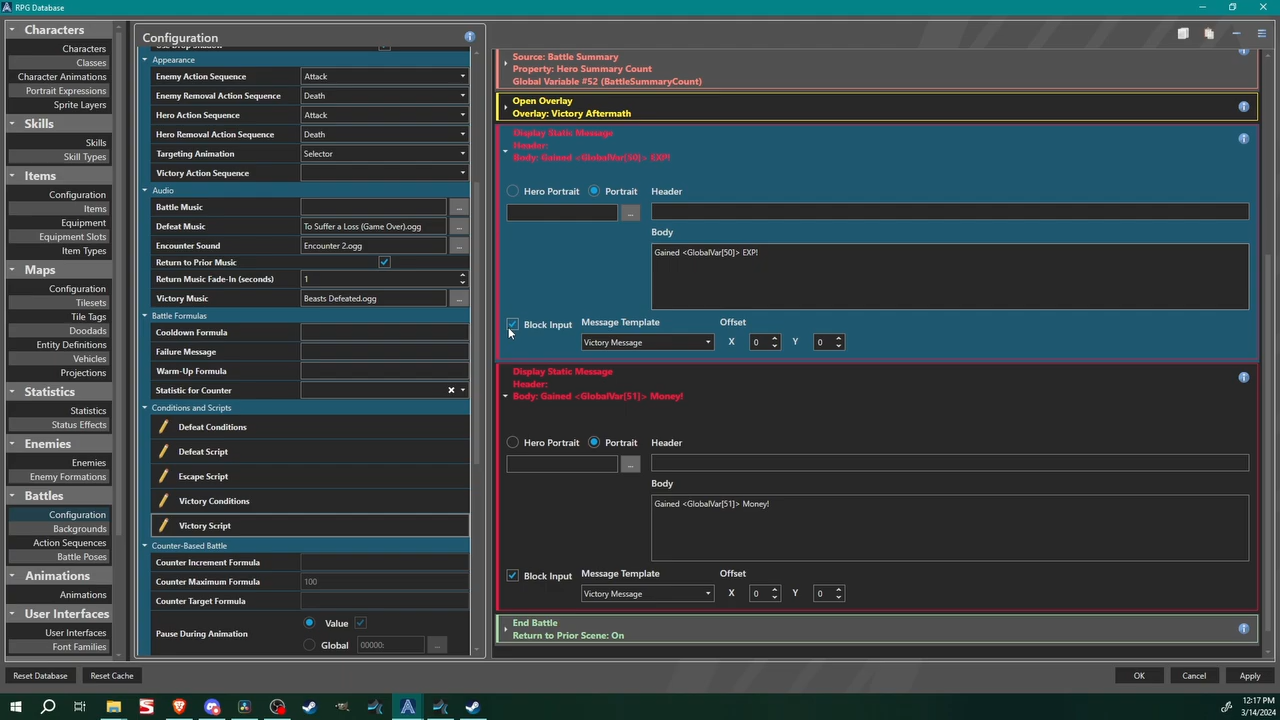 RPG Database
Characters
Characters
Classes
Character Animations
Portrait Expressions
Sprite Layers
Skills
Skills
Skill Types
Items
Configuration
Items
Equipment
Equipment Slots
Item Types
Maps
Configuration
Tilesets
Tile Tags
Doodads
Entity Definitions
Vehicles
Projections
Statistics
Statistics
Status Effects
Enemies
Enemies
Enemy Formations
Battles
Configuration
Backgrounds
Action Sequences
Battle Poses
Animations
Animations
User Interfaces
User Interfaces
Font Families
Configuration
Use Drop Shadow
Appearance
Enemy Action Sequence Attack
Enemy Removal Action Sequence Death
Hero Action Sequence Attack
Hero Removal Action Sequence Death
Targeting Animation Selector
Victory Action Sequence
Audio
Battle Music ...
Defeat Music To Suffer a Loss (Game Over).ogg ...
Encounter Sound Encounter 2.ogg ...
Return to Prior Music
Return Music Fade-In (seconds) 1
Victory Music Beasts Defeated.ogg ...
Battle Formulas
Cooldown Formula
Failure Message
Warm-Up Formula
Statistic for Counter
Conditions and Scripts
Defeat Conditions
Defeat Script
Escape Script
Victory Conditions
Victory Script
Counter-Based Battle
Counter Increment Formula
Counter Maximum Formula 100
Counter Target Formula
Pause During Animation
Value
Global 00000: ...
Source: Battle Summary
Property: Hero Summary Count
Global Variable #52 (BattleSummaryCount)
Open Overlay
Overlay: Victory Aftermath
Display Static Message
Header:
Body: Gained <GlobalVar[50]> EXP!
Hero Portrait Portrait Header
...
Body
Gained <GlobalVar[50]> EXP!
Block Input Message Template Offset
Victory Message X 0 Y 0
Display Static Message
Header:
Body: Gained <GlobalVar[51]> Money!
Hero Portrait Portrait Header
...
Body
Gained <GlobalVar[51]> Money!
Block Input Message Template Offset
Victory Message X 0 Y 0
End Battle
Return to Prior Scene: On
Reset Database Reset Cache OK Cancel Apply
12:17 PM
3/14/2024